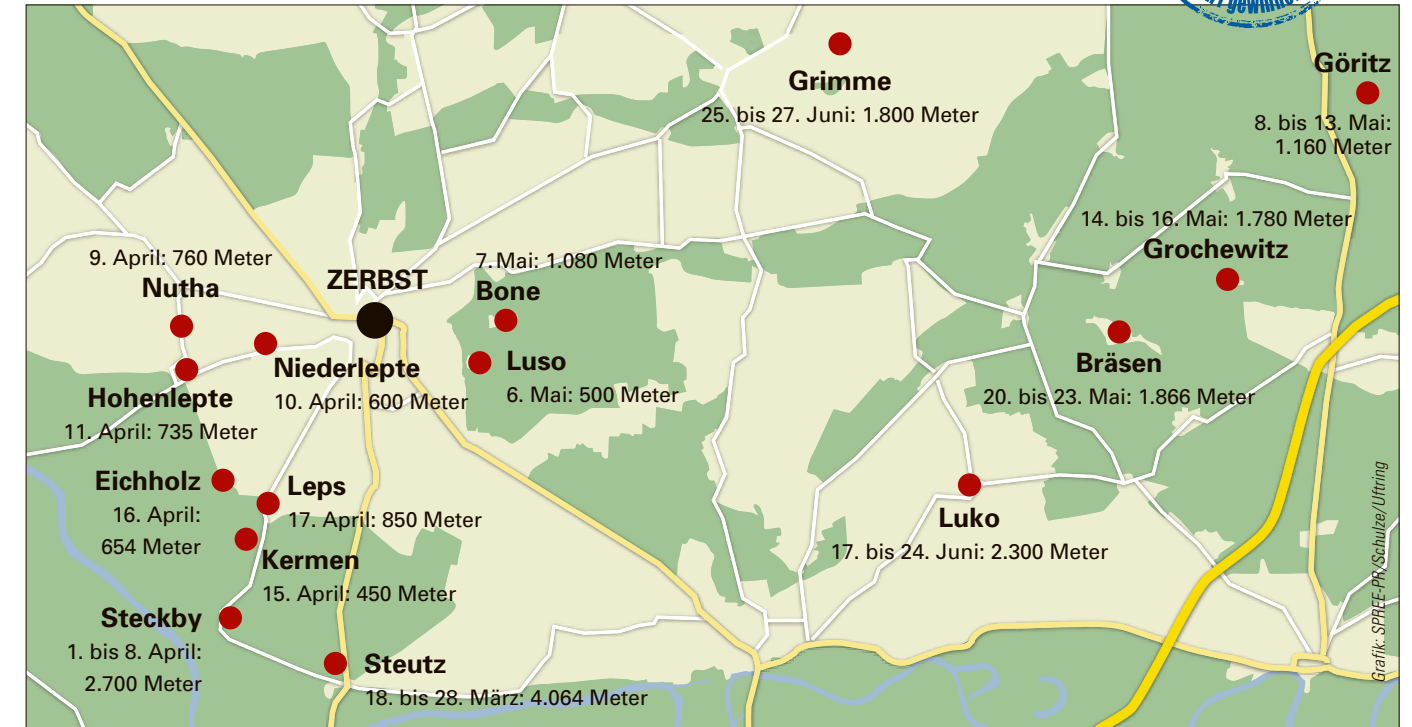 gewinnen
Grimme
25. bis 27. Juni: 1.800 Meter
Göritz
8. bis 13. Mai:
1.160 Meter
14. bis 16. Mai: 1.780 Meter
Grochewitz
9. April: 760 Meter
Nutha
ZERBST
7. Mai: 1.080 Meter
Bone
Niederlepte
10. April: 600 Meter
Luso
6. Mai: 500 Meter
Bräsen
20. bis 23. Mai: 1.866 Meter
Hohenlepte
11. April: 735 Meter
Eichholz
16. April:
654 Meter
Leps
17. April: 850 Meter
Kermen
15. April: 450 Meter
Luko
17. bis 24. Juni: 2.300 Meter
Steckby
1. bis 8. April:
2.700 Meter
Steutz
18. bis 28. März: 4.064 Meter
Grafik: SPREE-PR/Schulze/Uftring